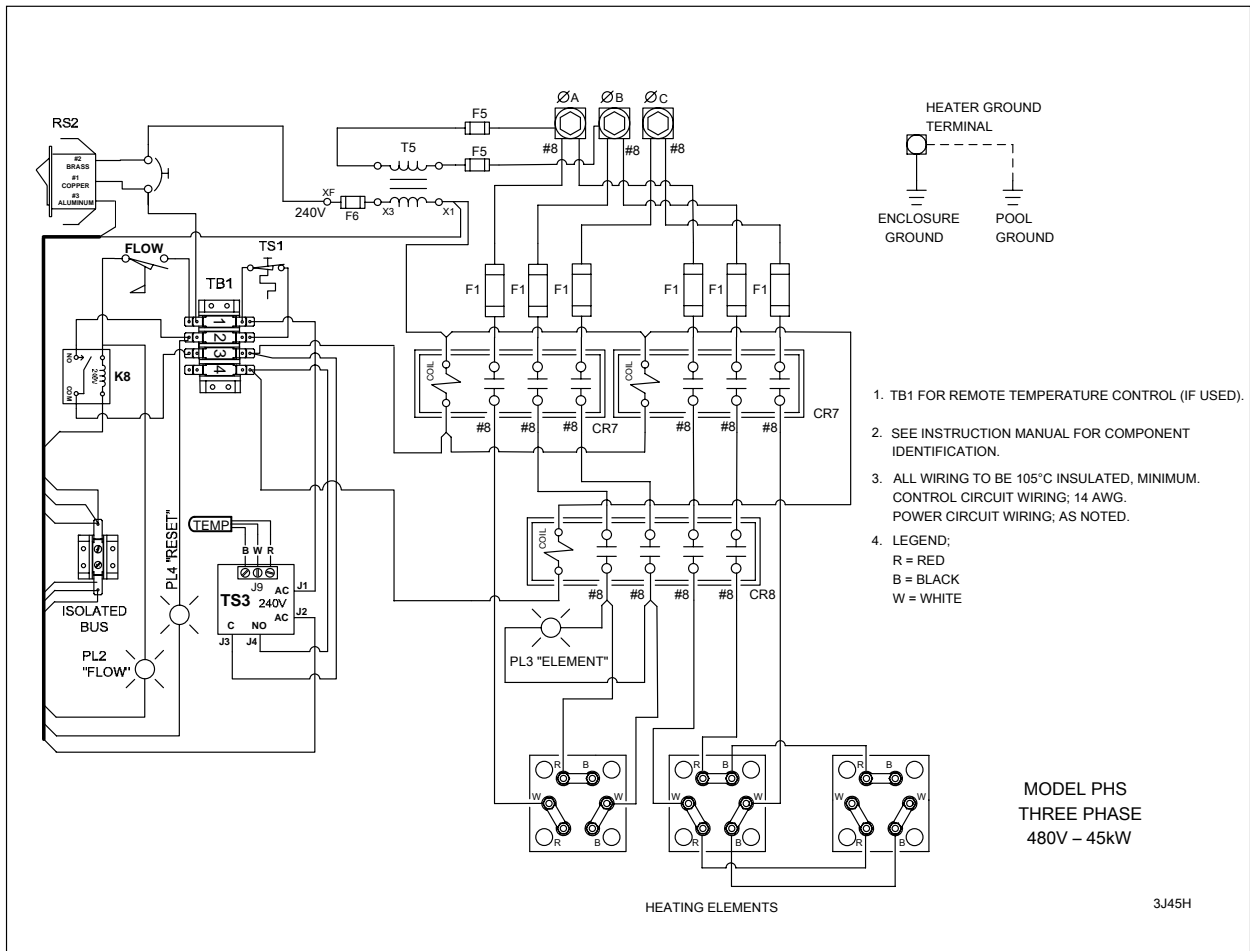 RS2
#2
BRASS
#1
COPPER
#3
ALUMINUM
F5
T5
F5
XF
240V
F6
X3
X1
ØA
ØB
ØC
#8
#8
#8
HEATER GROUND
TERMINAL
ENCLOSURE
GROUND
POOL
GROUND
FLOW
TS1
TB1
1
2
3
4
NO
240V
COM
K8
F1
F1
F1
F1
F1
F1
COIL
COIL
#8
#8
#8
CR7
#8
#8
#8
CR7
COIL
#8
#8
#8
#8
CR8
TEMP
B W R
J9
TS3
240V
AC
J1
AC
J2
C
NO
J3
J4
PL4 "RESET"
ISOLATED
BUS
PL2
"FLOW"
PL3 "ELEMENT"
R
B
W
W
R
B
R
B
W
W
R
B
R
B
W
W
R
B
HEATING ELEMENTS
1. TB1 FOR REMOTE TEMPERATURE CONTROL (IF USED).
2. SEE INSTRUCTION MANUAL FOR COMPONENT
IDENTIFICATION.
3. ALL WIRING TO BE 105°C INSULATED, MINIMUM.
CONTROL CIRCUIT WIRING; 14 AWG.
POWER CIRCUIT WIRING; AS NOTED.
4. LEGEND;
R = RED
B = BLACK
W = WHITE
MODEL PHS
THREE PHASE
480V – 45kW
3J45H